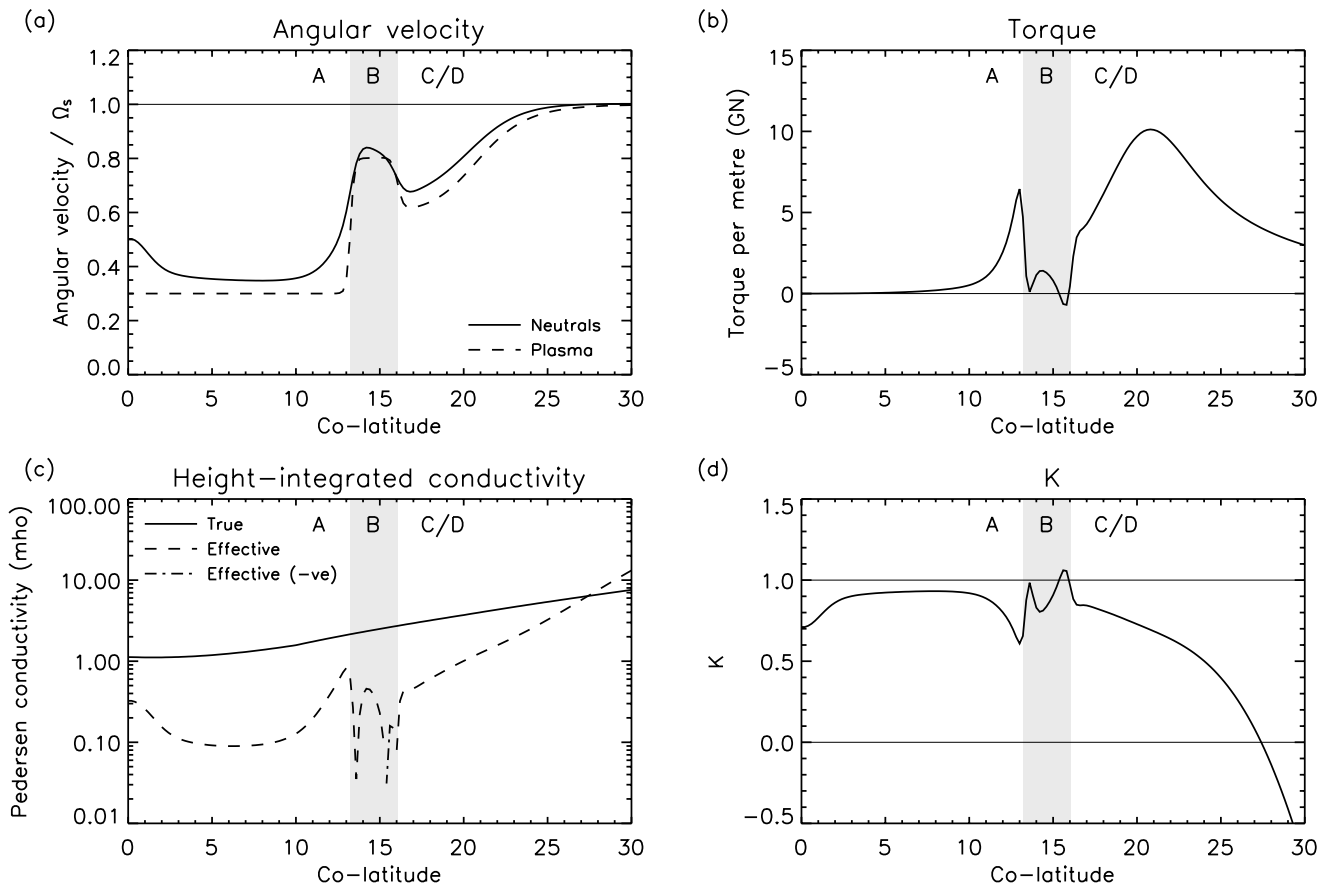 (a)
Angular velocity
Angular velocity / Ωs
1.2
1.0
0.8
0.6
0.4
0.2
0.0
A B C/D
Neutrals
Plasma
0 5 10 15 20 25 30
Co-latitude
(b)
Torque
Torque per metre (GN)
15
10
5
0
-5
A B C/D
0 5 10 15 20 25 30
Co-latitude
(c)
Height-integrated conductivity
Pedersen conductivity (mho)
100.00
10.00
1.00
0.10
0.01
True
Effective
Effective (-ve)
A B C/D
0 5 10 15 20 25 30
Co-latitude
(d)
K
K
1.5
1.0
0.5
0.0
-0.5
A B C/D
0 5 10 15 20 25 30
Co-latitude